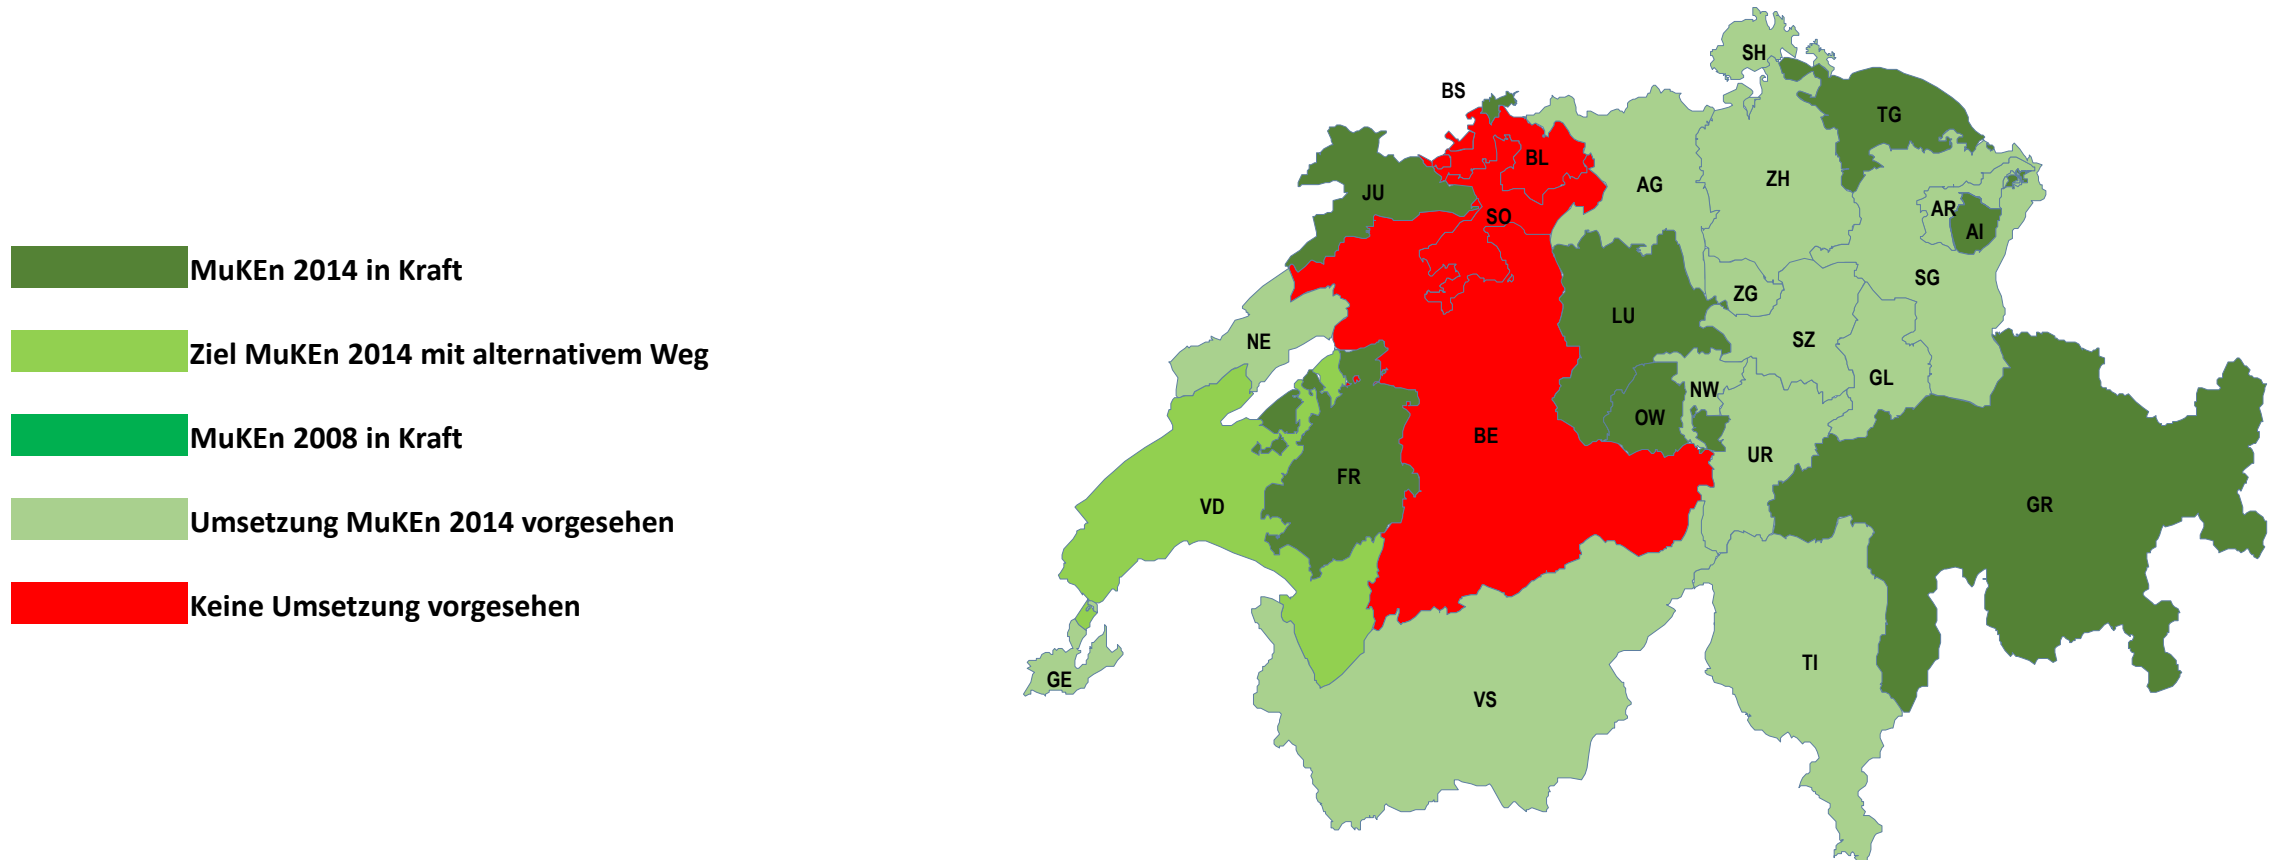 MuKEn 2014 in Kraft
Ziel MuKEn 2014 mit alternativem Weg
MuKEn 2008 in Kraft
Umsetzung MuKEn 2014 vorgesehen
Keine Umsetzung vorgesehen
SH
BS
TG
BL
JU
AG
ZH
SO
AR
AI
SG
ZG
LU
NE
SZ
GL
NW
OW
BE
UR
FR
VD
GR
TI
GE
VS